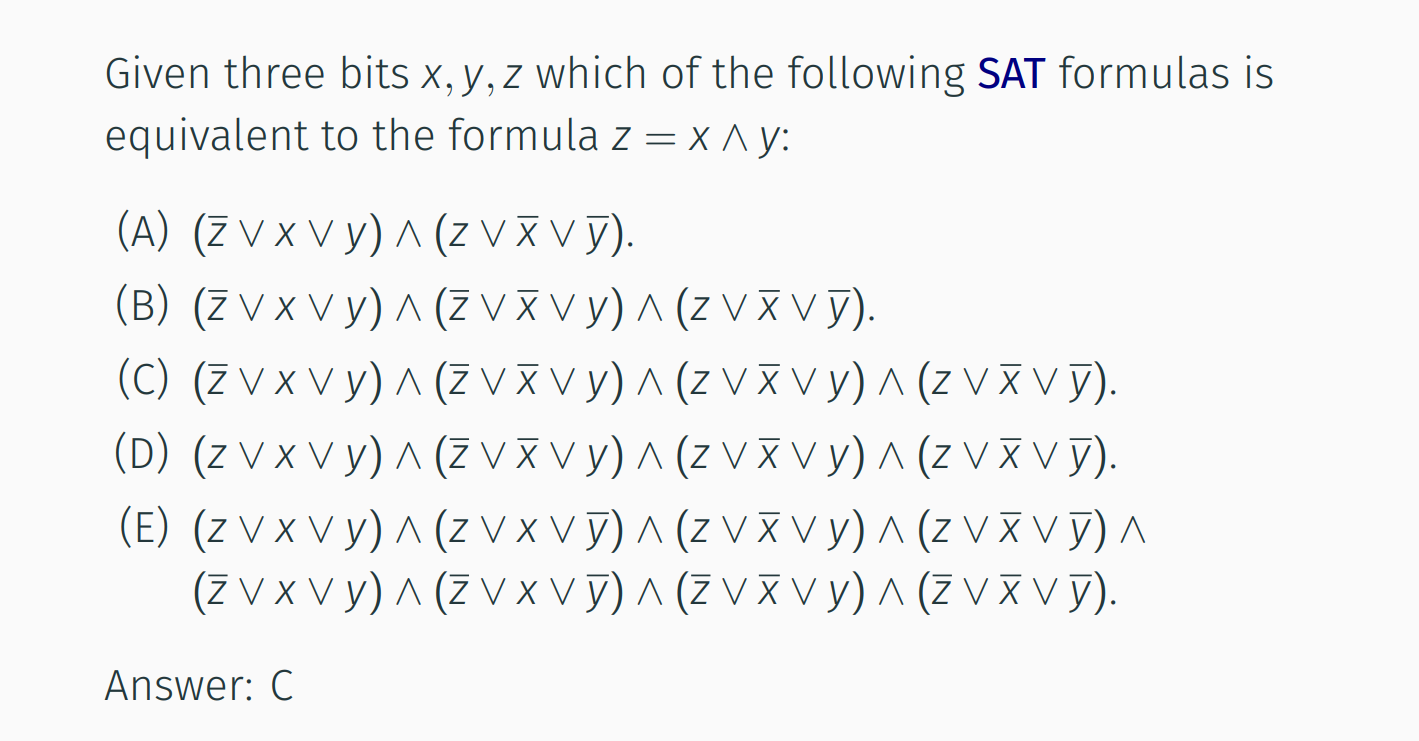 Given three bits x, y, z which of the following SAT formulas is
equivalent to the formula z = x ∧ y:
(A) (z̅ ∨ x ∨ y) ∧ (z ∨ x̅ ∨ y̅).
(B) (z̅ ∨ x ∨ y) ∧ (z̅ ∨ x̅ ∨ y) ∧ (z ∨ x̅ ∨ y̅).
(C) (z̅ ∨ x ∨ y) ∧ (z̅ ∨ x̅ ∨ y) ∧ (z ∨ x̅ ∨ y) ∧ (z ∨ x̅ ∨ y̅).
(D) (z ∨ x ∨ y) ∧ (z̅ ∨ x̅ ∨ y) ∧ (z ∨ x̅ ∨ y) ∧ (z ∨ x̅ ∨ y̅).
(E) (z ∨ x ∨ y) ∧ (z ∨ x ∨ y̅) ∧ (z ∨ x̅ ∨ y) ∧ (z ∨ x̅ ∨ y̅) ∧
(z̅ ∨ x ∨ y) ∧ (z̅ ∨ x ∨ y̅) ∧ (z̅ ∨ x̅ ∨ y) ∧ (z̅ ∨ x̅ ∨ y̅).
Answer: C